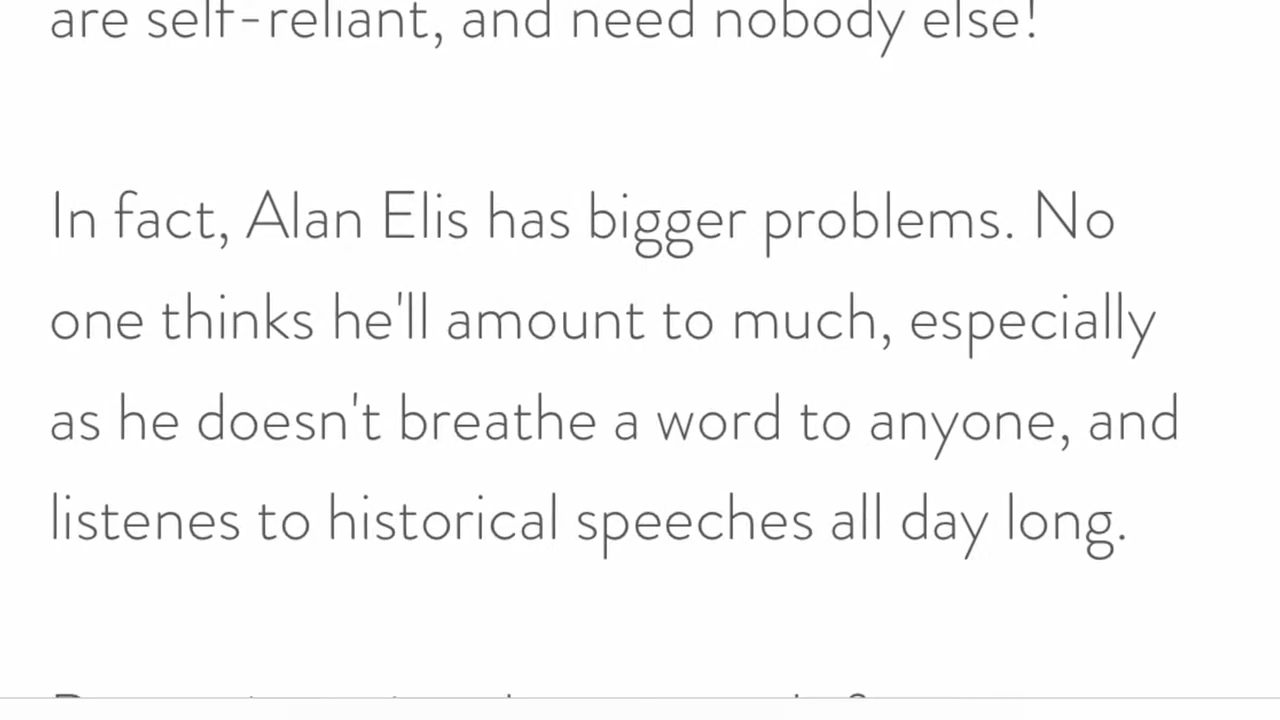 are self-reliant, and need nobody else!
In fact, Alan Elis has bigger problems. No
one thinks he'll amount to much, especially
as he doesn't breathe a word to anyone, and
listenes to historical speeches all day long.